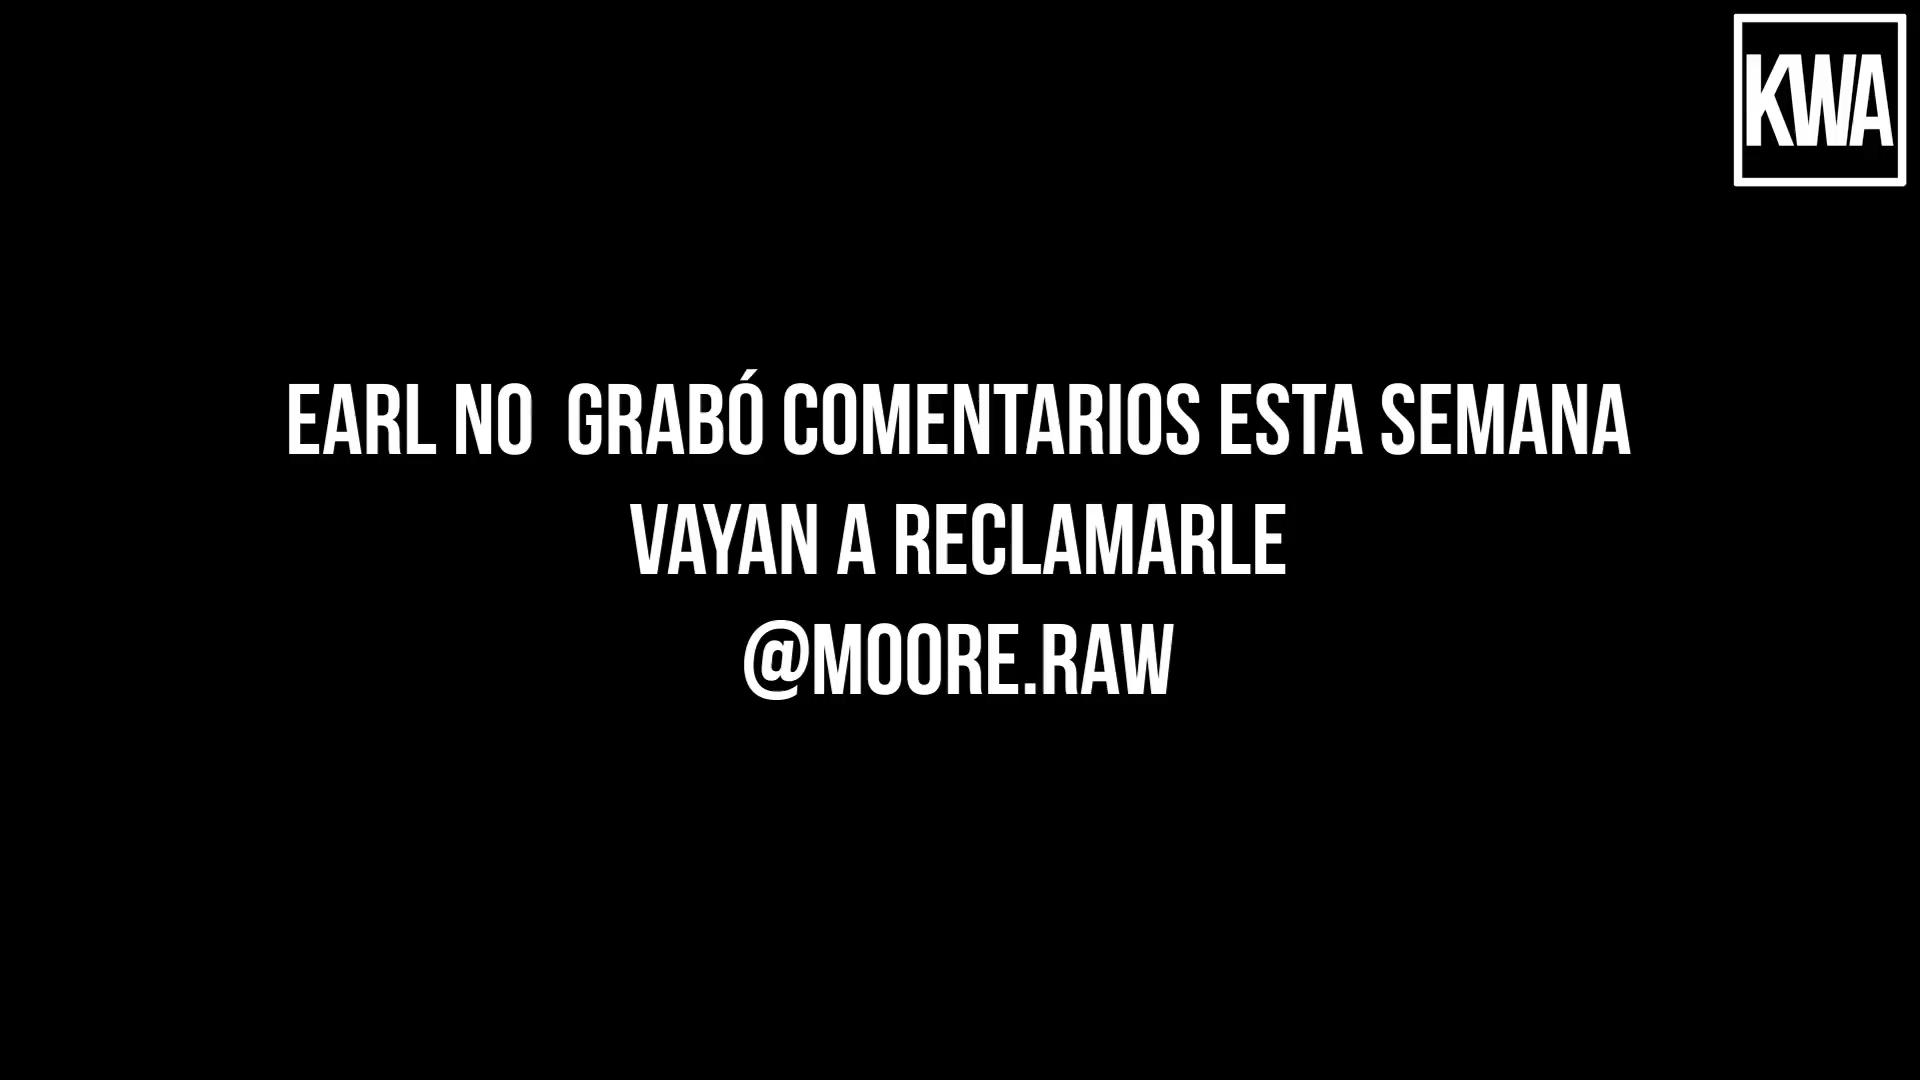 KWA
EARL NO  GRABÓ COMENTARIOS ESTA SEMANA
VAYAN A RECLAMARLE
@MOORE.RAW